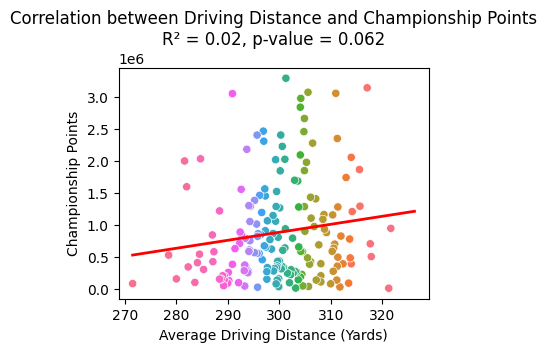 Correlation between Driving Distance and Championship Points
R² = 0.02, p-value = 0.062
1e6
3.0
2.5
2.0
1.5
1.0
0.5
0.0
Championship Points
270 280 290 300 310 320
Average Driving Distance (Yards)